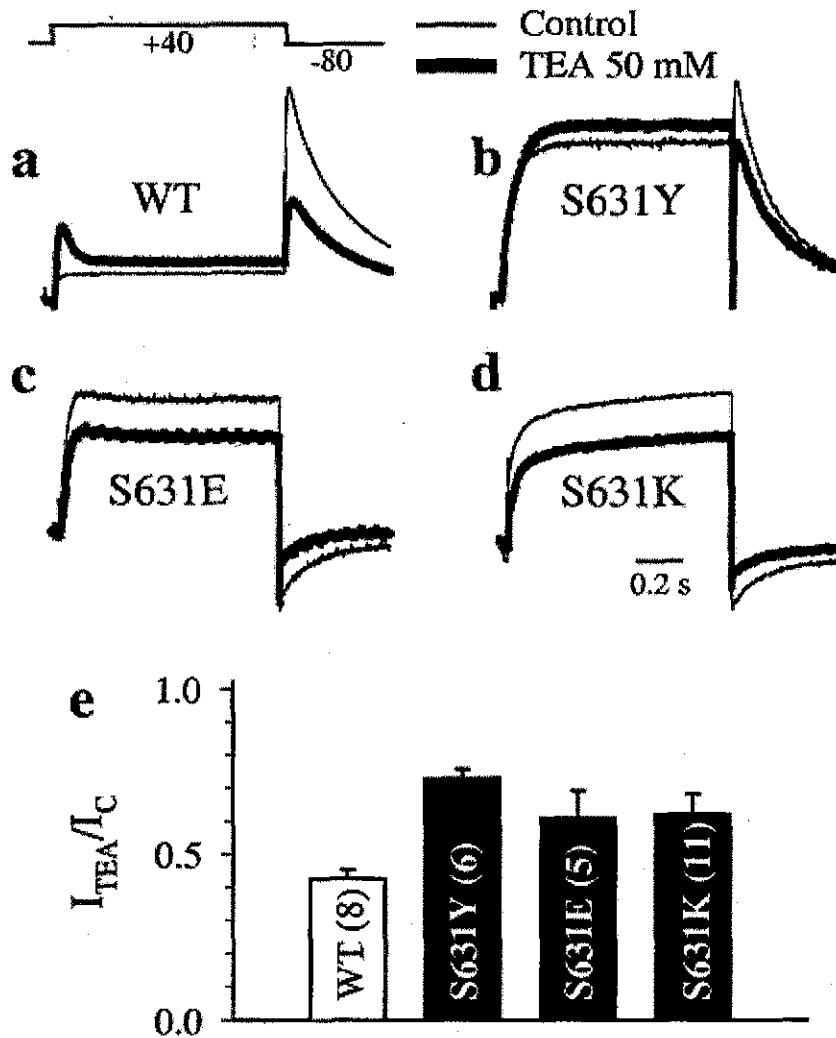 +40
-80
Control
TEA 50 mM
a
WT
b
S631Y
c
S631E
d
S631K
0.2 s
e
1.0
0.5
0.0
I_TEA/I_C
WT (8)
S631Y (6)
S631E (5)
S631K (11)